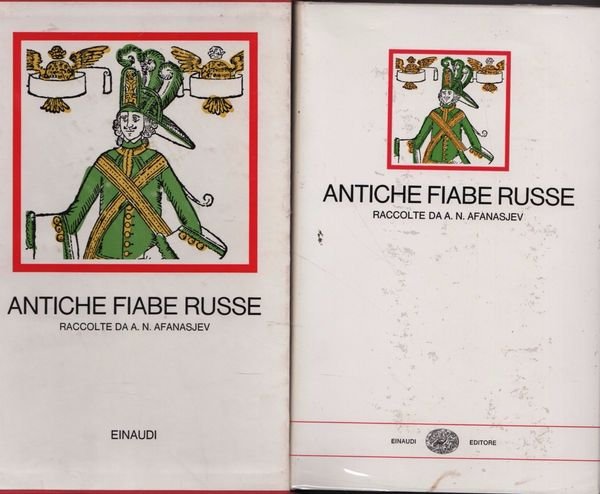 ANTICHE FIABE RUSSE
RACCOLTE DA A. N. AFANASJEV
EINAUDI
ANTICHE FIABE RUSSE
RACCOLTE DA A. N. AFANASJEV
EINAUDI EDITORE